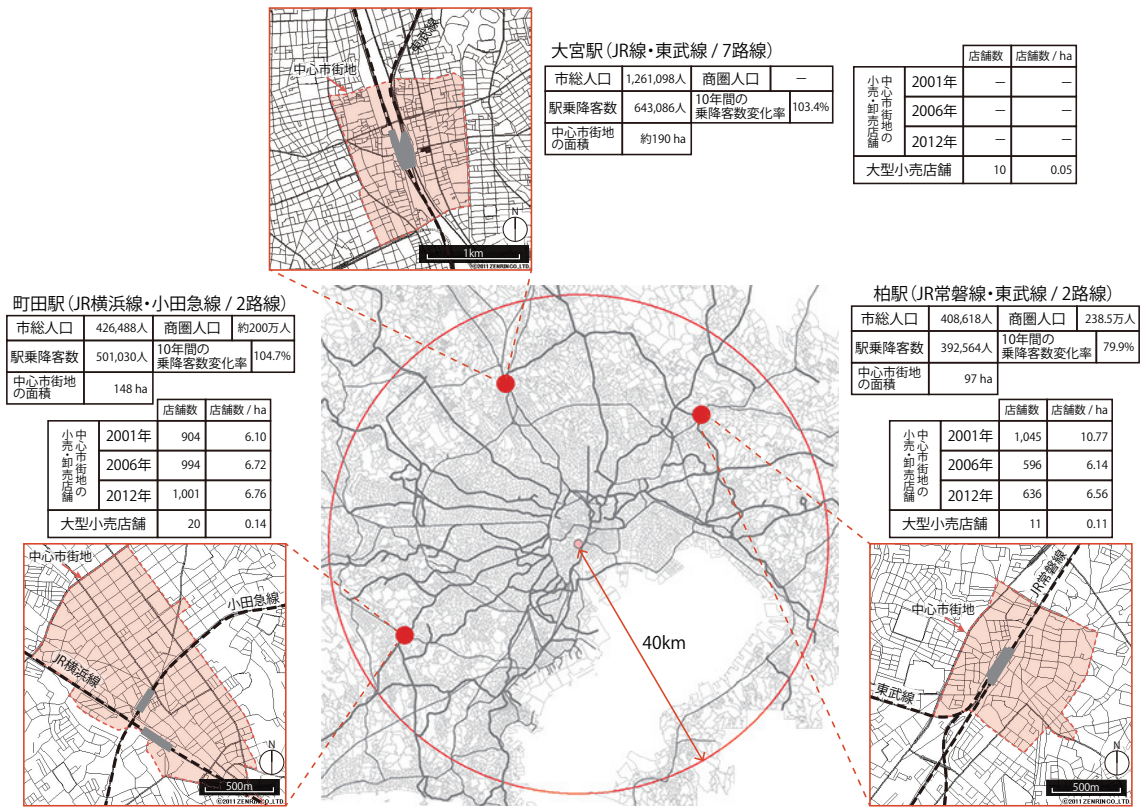 東武線
中心市街地
N
1km
©2011 ZENRIN CO.,LTD.
大宮駅(JR線・東武線 / 7路線)
市総人口 1,261,098人 商圏人口 −
駅乗降客数 643,086人 10年間の乗降客数変化率 103.4%
中心市街地の面積 約190 ha
店舗数 店舗数 / ha
中心市街地の小売・卸売店舗
2001年 − −
2006年 − −
2012年 − −
大型小売店舗 10 0.05
町田駅(JR横浜線・小田急線 / 2路線)
市総人口 426,488人 商圏人口 約200万人
駅乗降客数 501,030人 10年間の乗降客数変化率 104.7%
中心市街地の面積 148 ha
店舗数 店舗数 / ha
中心市街地の小売・卸売店舗
2001年 904 6.10
2006年 994 6.72
2012年 1,001 6.76
大型小売店舗 20 0.14
中心市街地
小田急線
JR横浜線
N
500m
©2011 ZENRIN CO.,LTD.
40km
柏駅(JR常磐線・東武線 / 2路線)
市総人口 408,618人 商圏人口 238.5万人
駅乗降客数 392,564人 10年間の乗降客数変化率 79.9%
中心市街地の面積 97 ha
店舗数 店舗数 / ha
中心市街地の小売・卸売店舗
2001年 1,045 10.77
2006年 596 6.14
2012年 636 6.56
大型小売店舗 11 0.11
JR常磐線
中心市街地
東武線
N
500m
©2011 ZENRIN CO.,LTD.